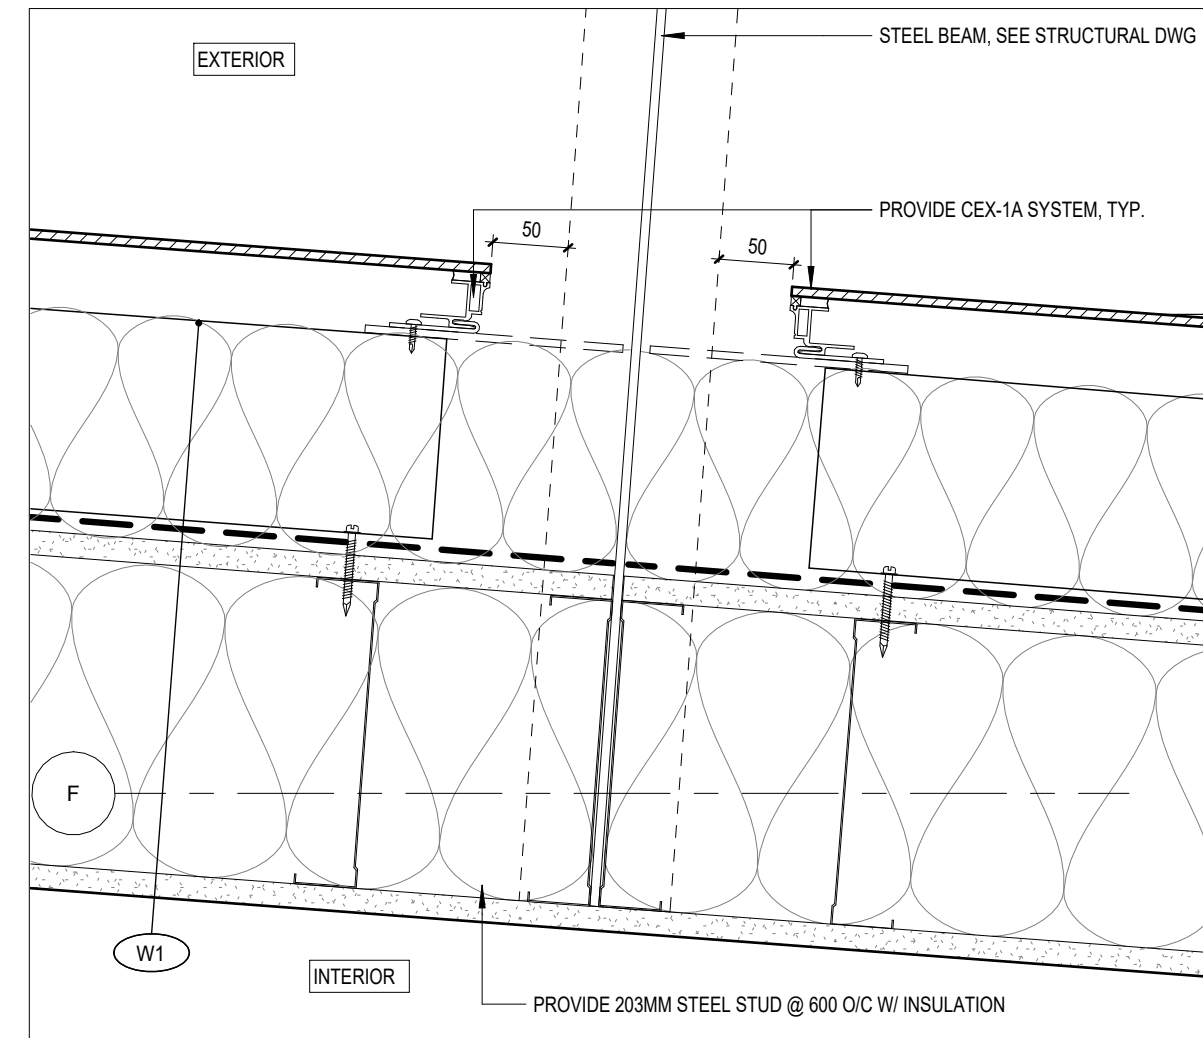 STEEL BEAM, SEE STRUCTURAL DWG
EXTERIOR
PROVIDE CEX-1A SYSTEM, TYP.
50
50
F
W1
INTERIOR
PROVIDE 203MM STEEL STUD @ 600 O/C W/ INSULATION